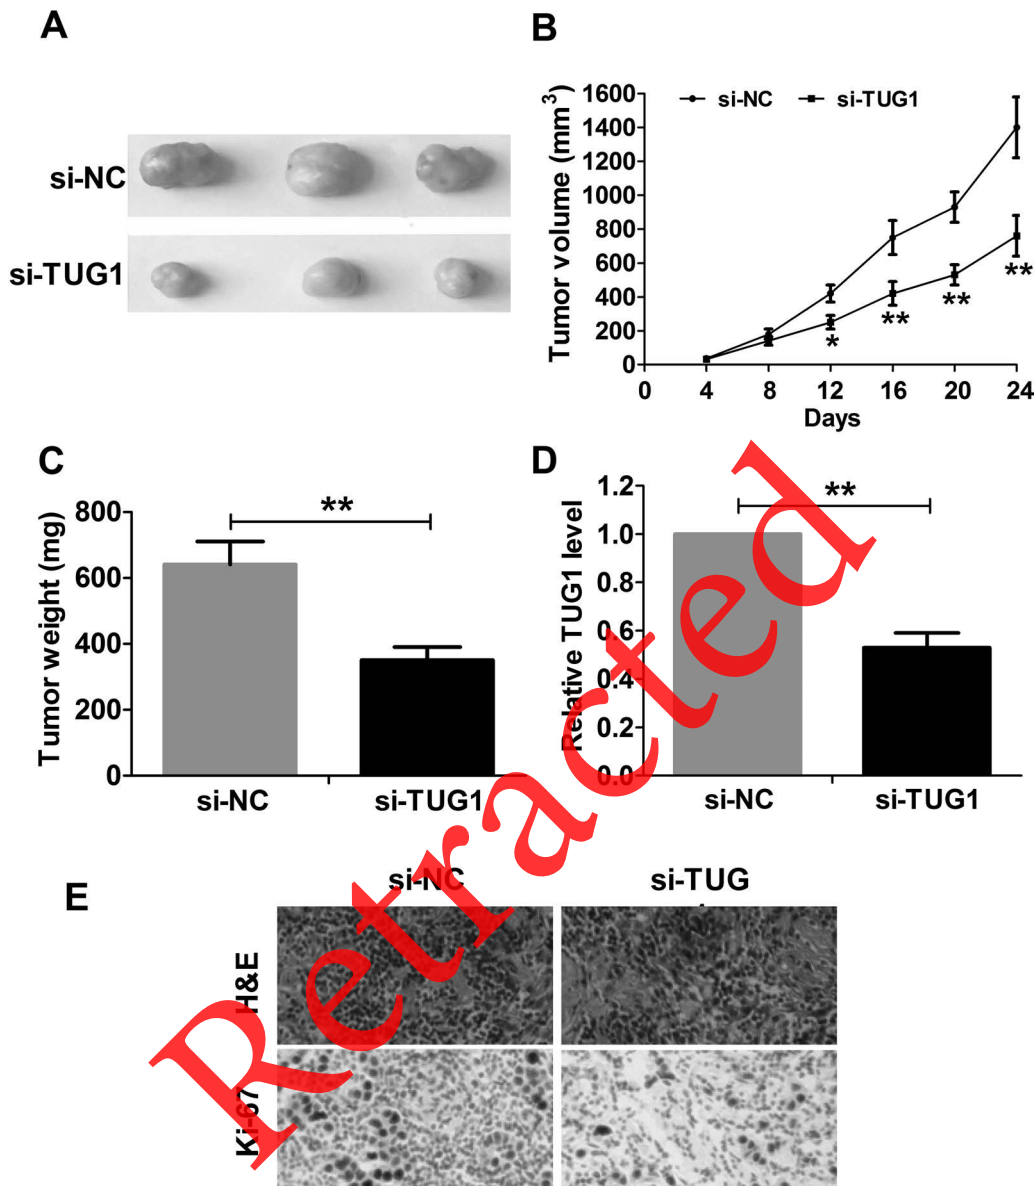 A
si-NC
si-TUG1
B
si-NC si-TUG1
Tumor volume (mm³)
1600
1400
1200
1000
800
600
400
200
0
* ** ** **
0 4 8 12 16 20 24
Days
C
Tumor weight (mg)
800
600
400
200
0
**
si-NC si-TUG1
D
Relative TUG1 level
1.2
1.0
0.8
0.6
0.4
0.2
0.0
**
si-NC si-TUG1
E
si-NC si-TUG
H&E
Ki-67
Retracted